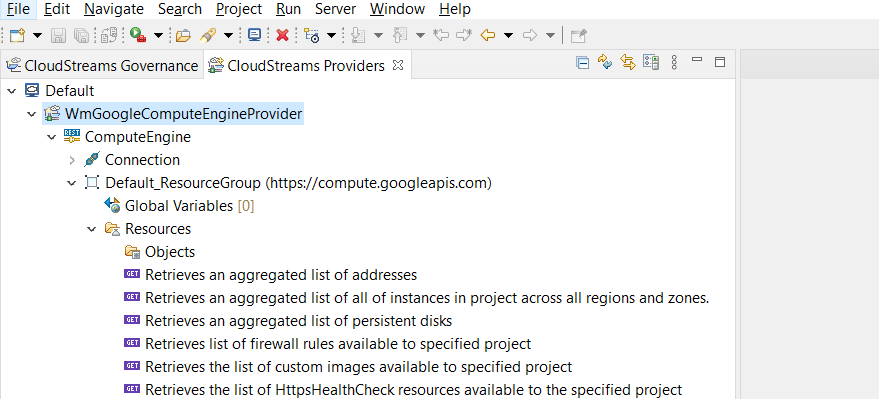 File Edit Navigate Search Project Run Server Window Help
CloudStreams Governance CloudStreams Providers
Default
WmGoogleComputeEngineProvider
REST ComputeEngine
Connection
Default_ResourceGroup (https://compute.googleapis.com)
Global Variables [0]
Resources
Objects
GET Retrieves an aggregated list of addresses
GET Retrieves an aggregated list of all of instances in project across all regions and zones.
GET Retrieves an aggregated list of persistent disks
GET Retrieves list of firewall rules available to specified project
GET Retrieves the list of custom images available to specified project
GET Retrieves the list of HttpsHealthCheck resources available to the specified project